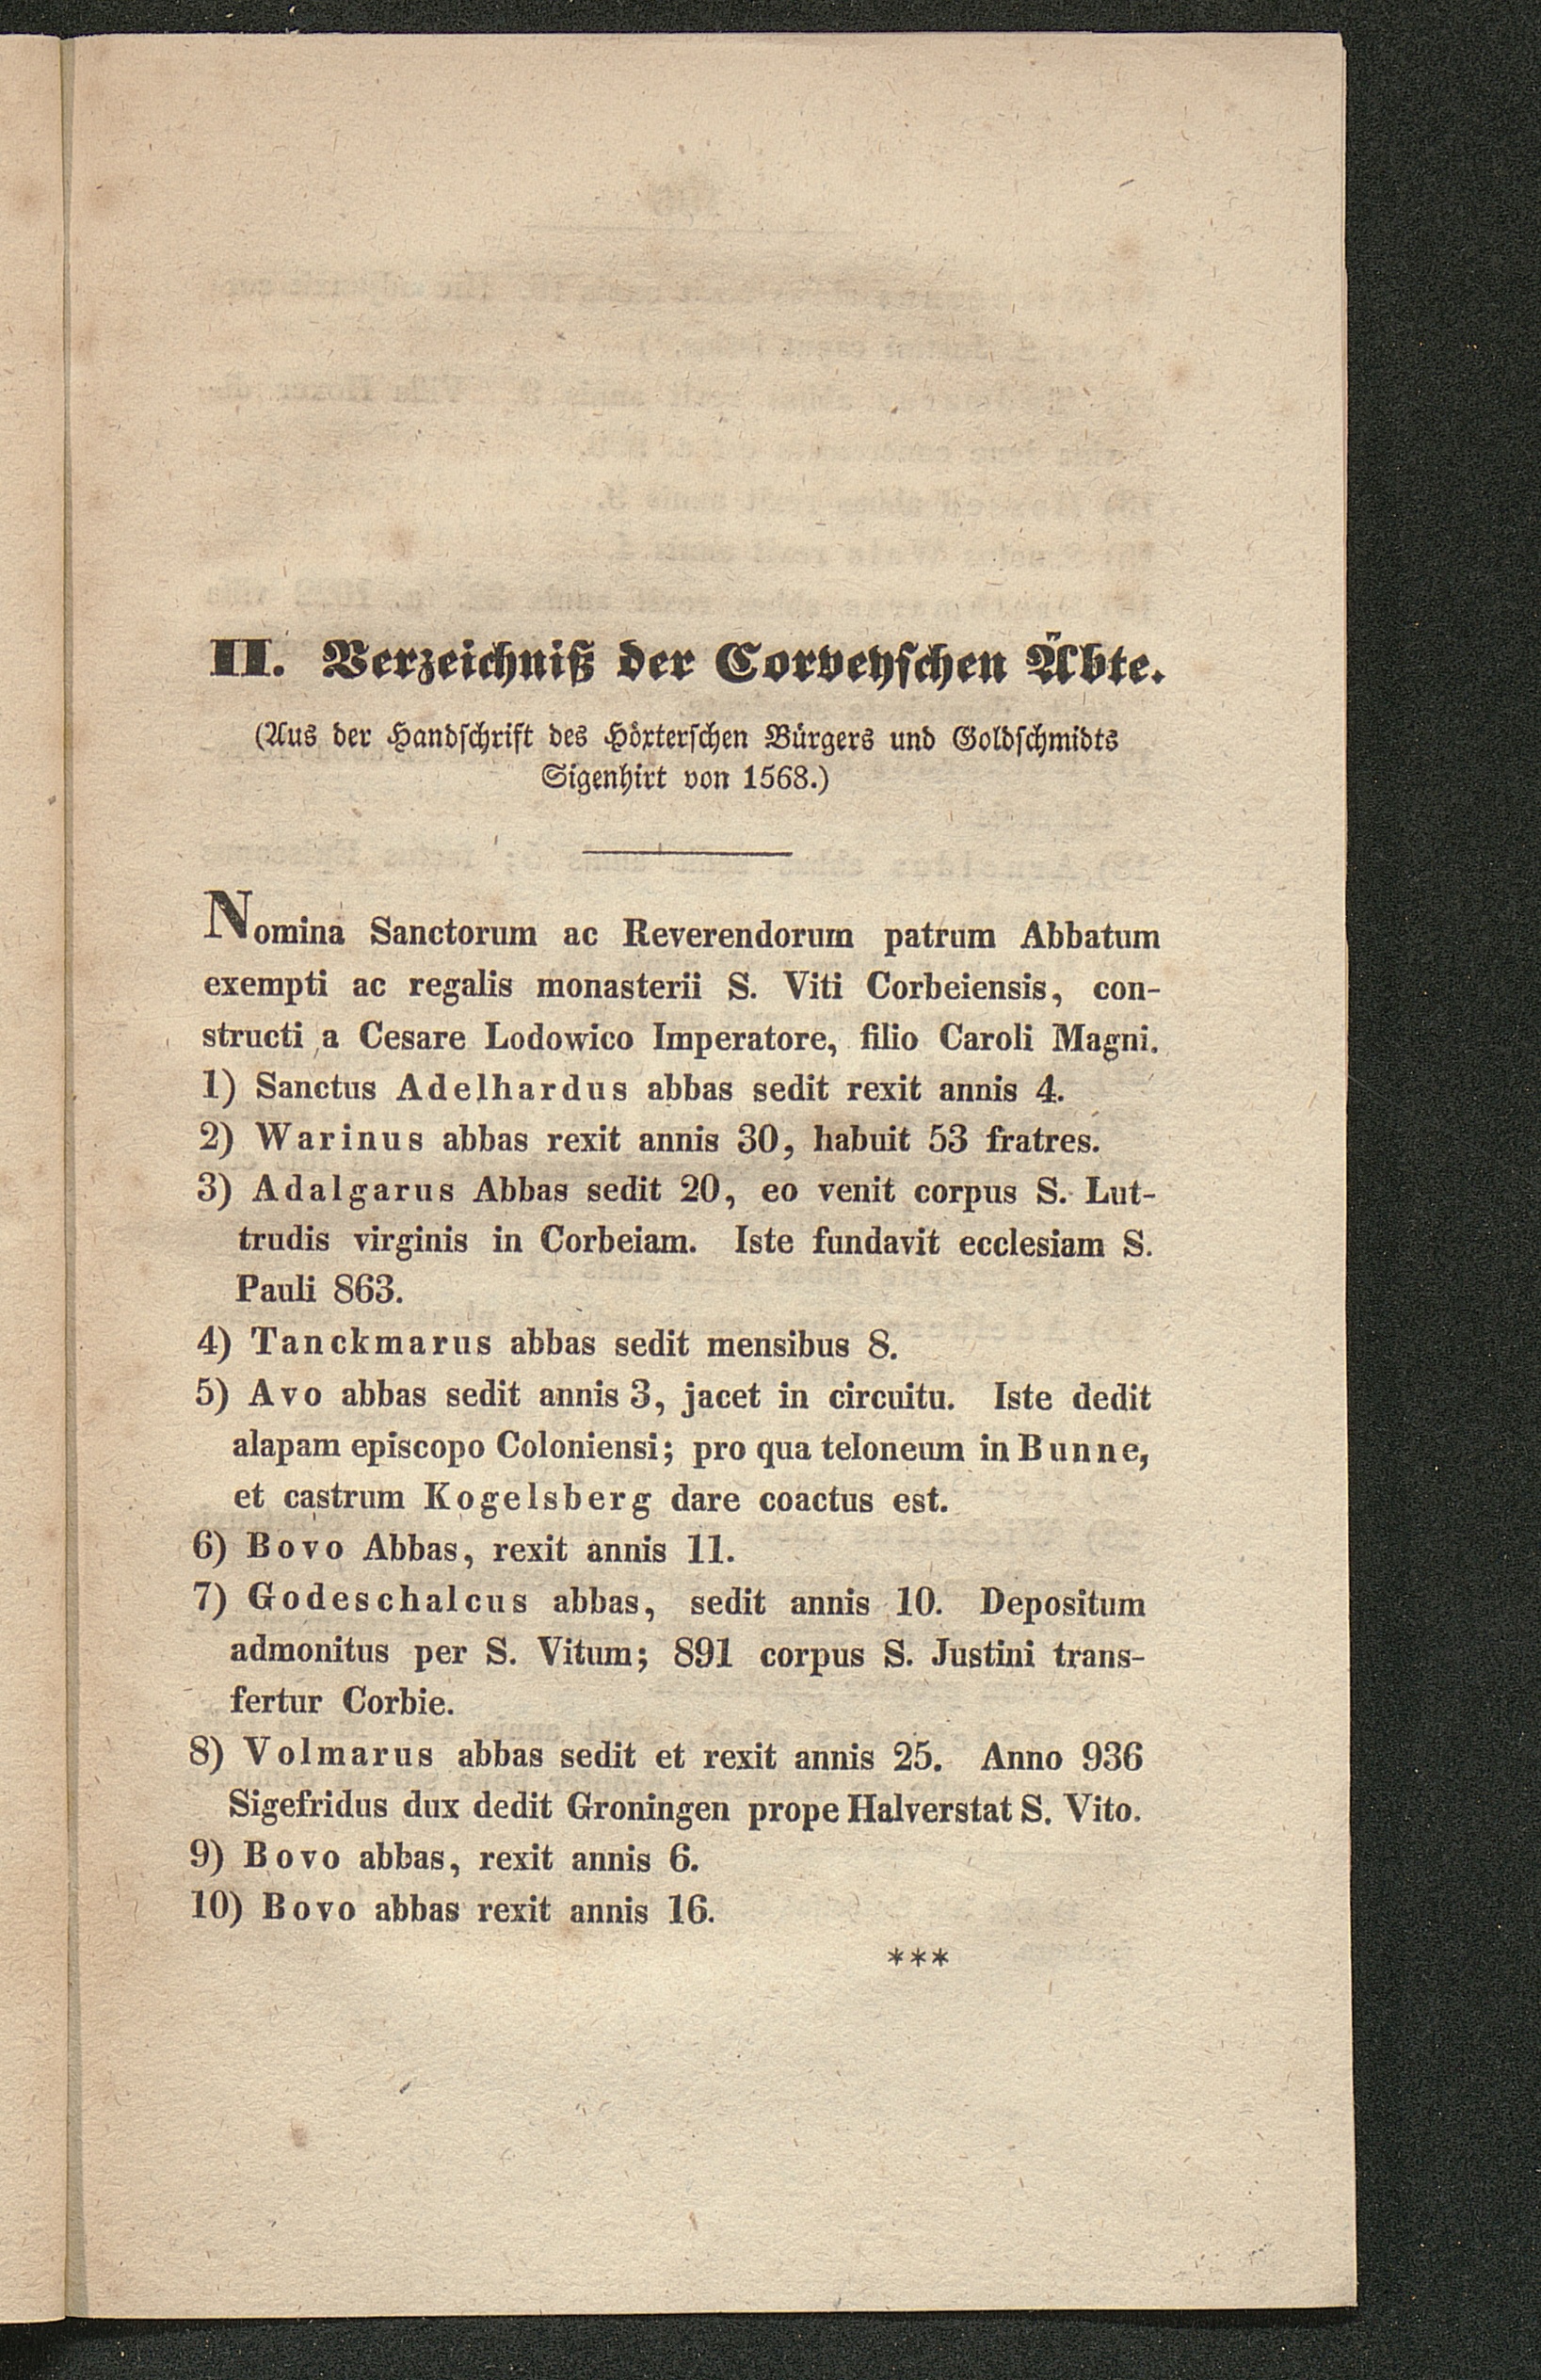 II. Verzeichniß der Corveyschen Äbte.
(Aus der Handschrift des Höxterschen Bürgers und Goldschmidts
Sigenhirt von 1568.)
Nomina Sanctorum ac Reverendorum patrum Abbatum
exempti ac regalis monasterii S. Viti Corbeiensis, con-
structi a Cesare Lodowico Imperatore, filio Caroli Magni.
1) Sanctus Adelhardus abbas sedit rexit annis 4.
2) Warinus abbas rexit annis 30, habuit 53 fratres.
3) Adalgarus Abbas sedit 20, eo venit corpus S. Lut-
trudis virginis in Corbeiam. Iste fundavit ecclesiam S.
Pauli 863.
4) Tanckmarus abbas sedit mensibus 8.
5) Avo abbas sedit annis 3, jacet in circuitu. Iste dedit
alapam episcopo Coloniensi; pro qua teloneum in Bunne,
et castrum Kogelsberg dare coactus est.
6) Bovo Abbas, rexit annis 11.
7) Godeschalcus abbas, sedit annis 10. Depositum
admonitus per S. Vitum; 891 corpus S. Justini trans-
fertur Corbie.
8) Volmarus abbas sedit et rexit annis 25. Anno 936
Sigefridus dux dedit Groningen prope Halverstat S. Vito.
9) Bovo abbas, rexit annis 6.
10) Bovo abbas rexit annis 16.
***